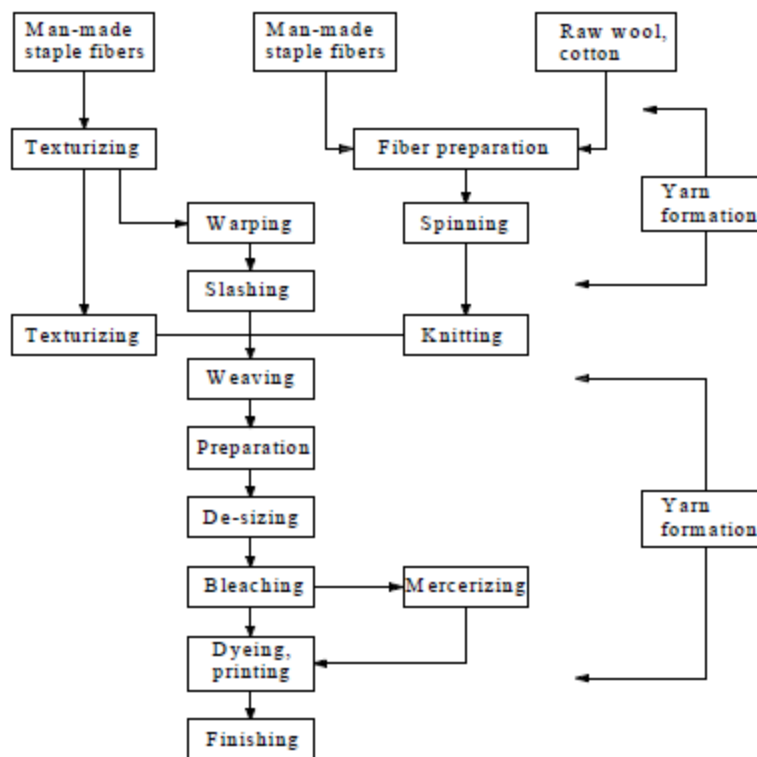 Man-made
staple fibers
Man-made
staple fibers
Raw wool,
cotton
Texturizing
Fiber preparation
Yarn
formation
Warping
Spinning
Slashing
Texturizing
Knitting
Weaving
Preparation
De-sizing
Yarn
formation
Bleaching
Mercerizing
Dyeing,
printing
Finishing